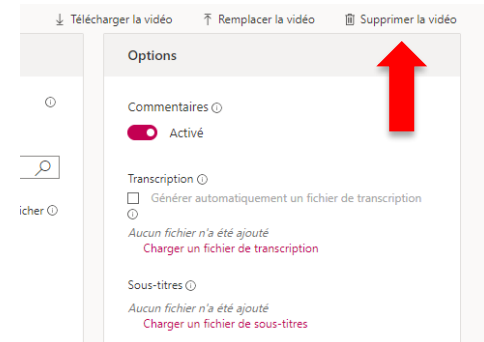 Télécharger la vidéo Remplacer la vidéo Supprimer la vidéo
Options
Commentaires
Activé
Transcription
Générer automatiquement un fichier de transcription
icher
Aucun fichier n'a été ajouté
Charger un fichier de transcription
Sous-titres
Aucun fichier n'a été ajouté
Charger un fichier de sous-titres